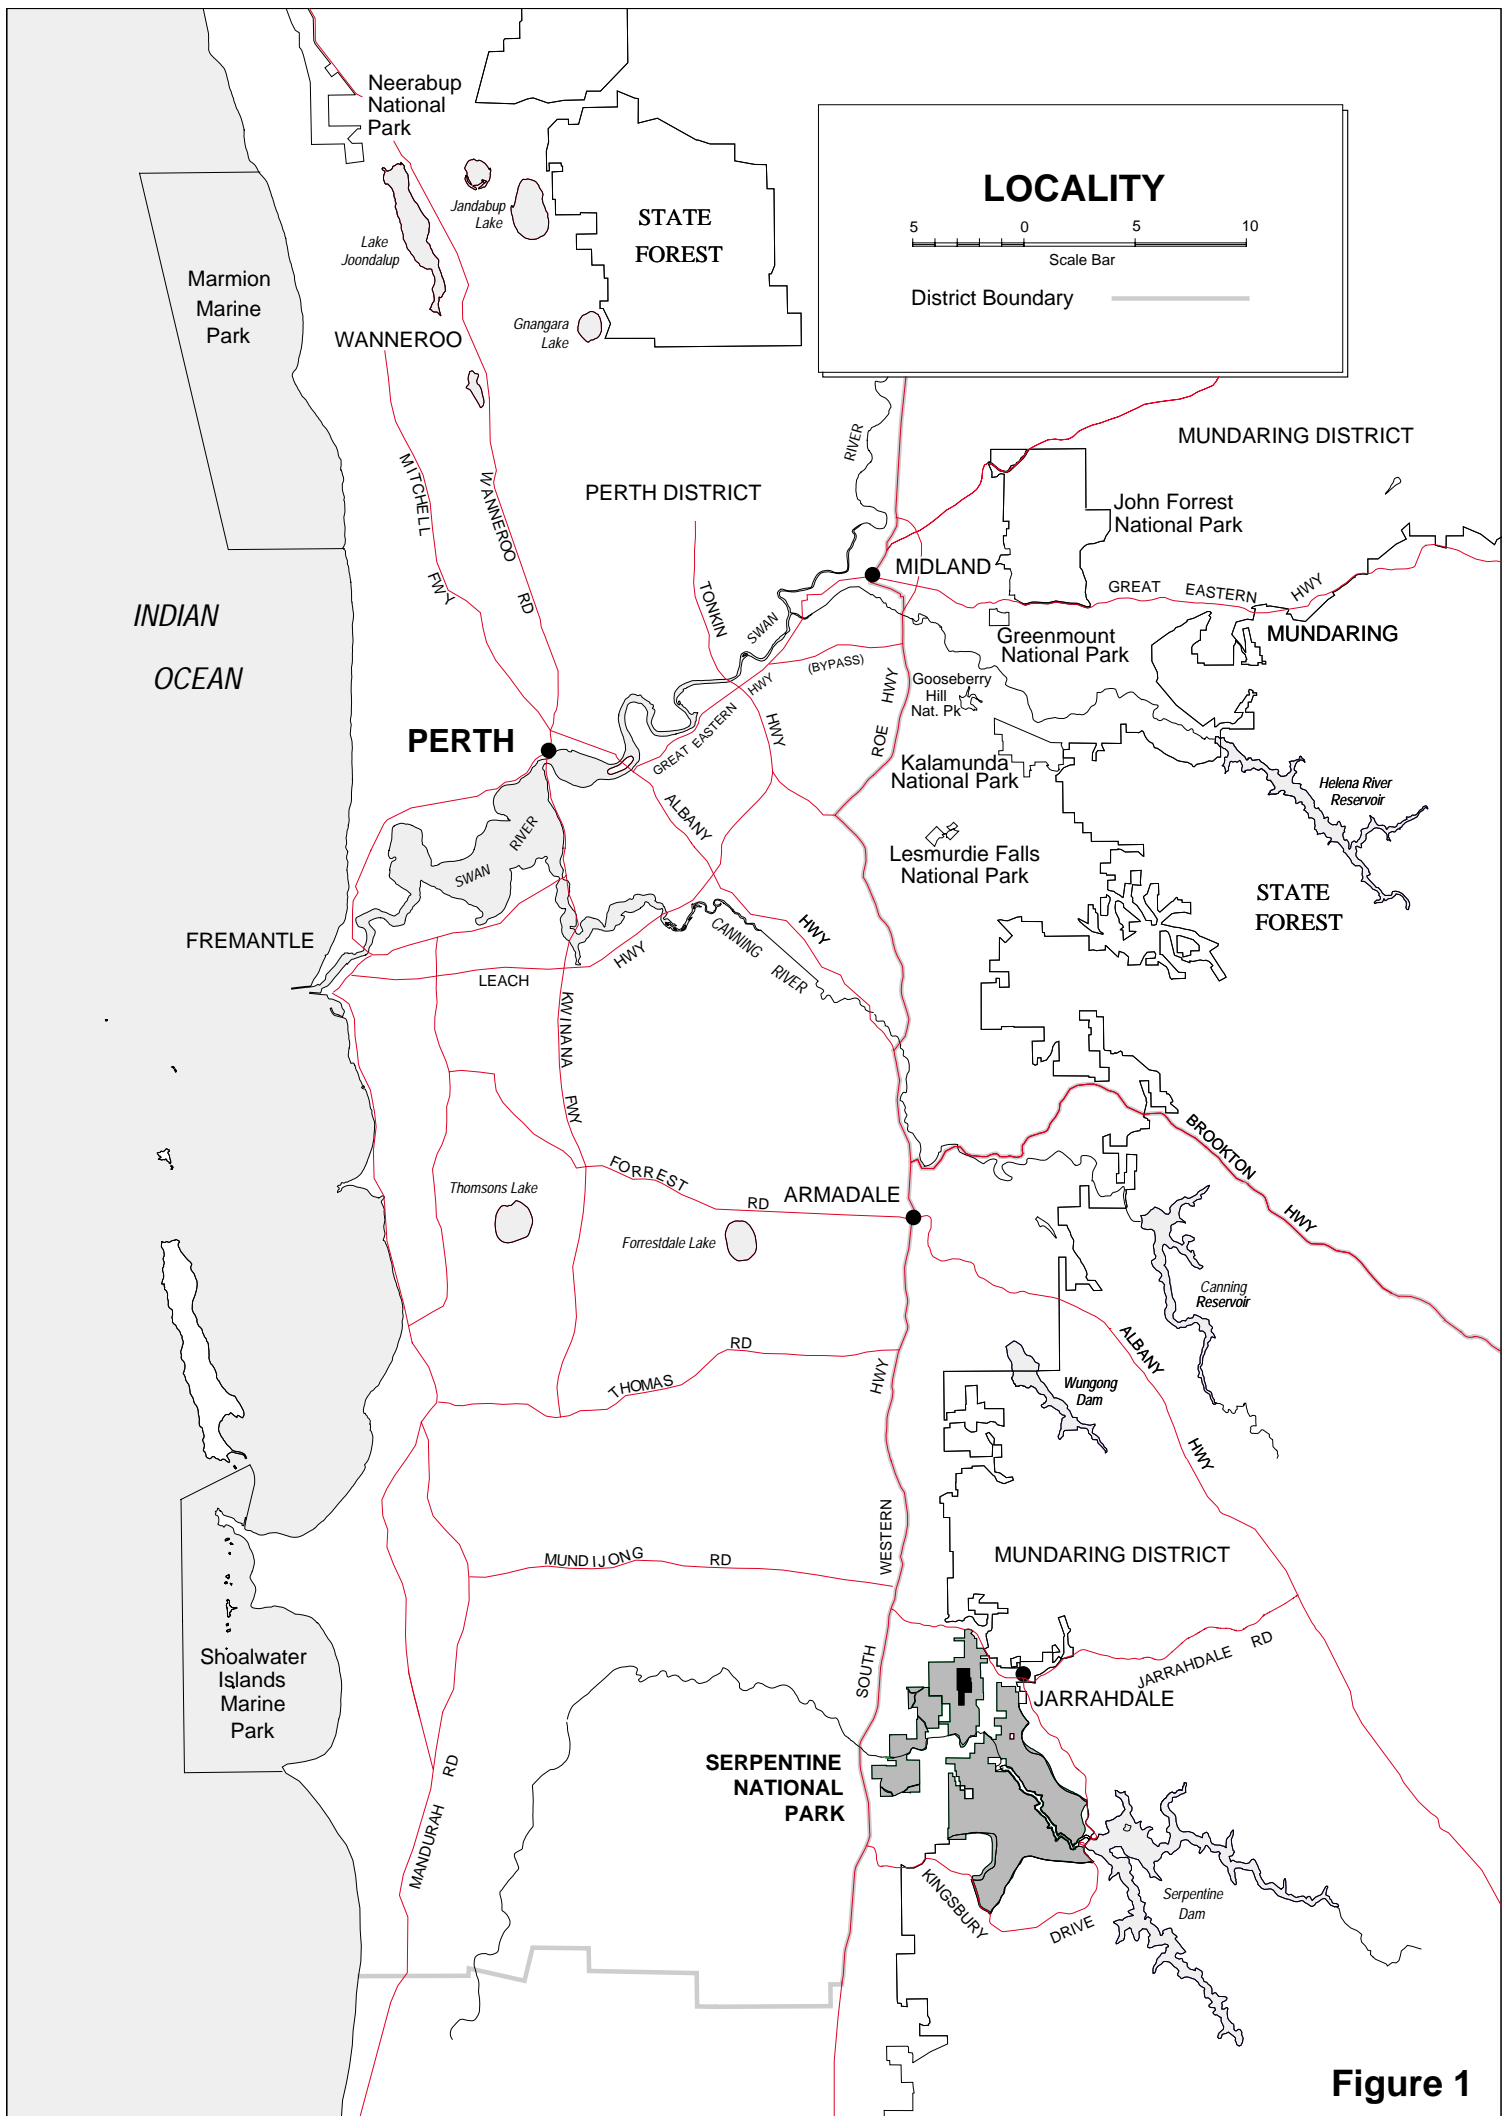 Neerabup
National
Park
LOCALITY
5 0 5 10
Scale Bar
District Boundary
Jandabup
Lake
STATE
FOREST
Lake
Joondalup
Marmion
Marine
Park
Gnangara
Lake
WANNEROO
RIVER
MUNDARING DISTRICT
MITCHELL
FWY
WANNEROO
RD
PERTH DISTRICT
John Forrest
National Park
MIDLAND
GREAT EASTERN HWY
TONKIN
HWY
SWAN
INDIAN
OCEAN
Greenmount
National Park
MUNDARING
(BYPASS)
Gooseberry
Hill
Nat. Pk
ROE HWY
GREAT EASTERN HWY
PERTH
Kalamunda
National Park
Helena River
Reservoir
ALBANY
HWY
SWAN RIVER
Lesmurdie Falls
National Park
STATE
FOREST
FREMANTLE
CANNING RIVER
LEACH HWY
KWINANA
FWY
BROOKTON
HWY
FORREST RD
ARMADALE
Thomsons Lake
Forrestdale Lake
Canning
Reservoir
ALBANY
HWY
THOMAS RD
HWY
Wungong
Dam
WESTERN
MUNDIJONG RD
MUNDARING DISTRICT
SOUTH
JARRAHDALE RD
Shoalwater
Islands
Marine
Park
JARRAHDALE
SERPENTINE
NATIONAL
PARK
MANDURAH RD
KINGSBURY
DRIVE
Serpentine
Dam
Figure 1